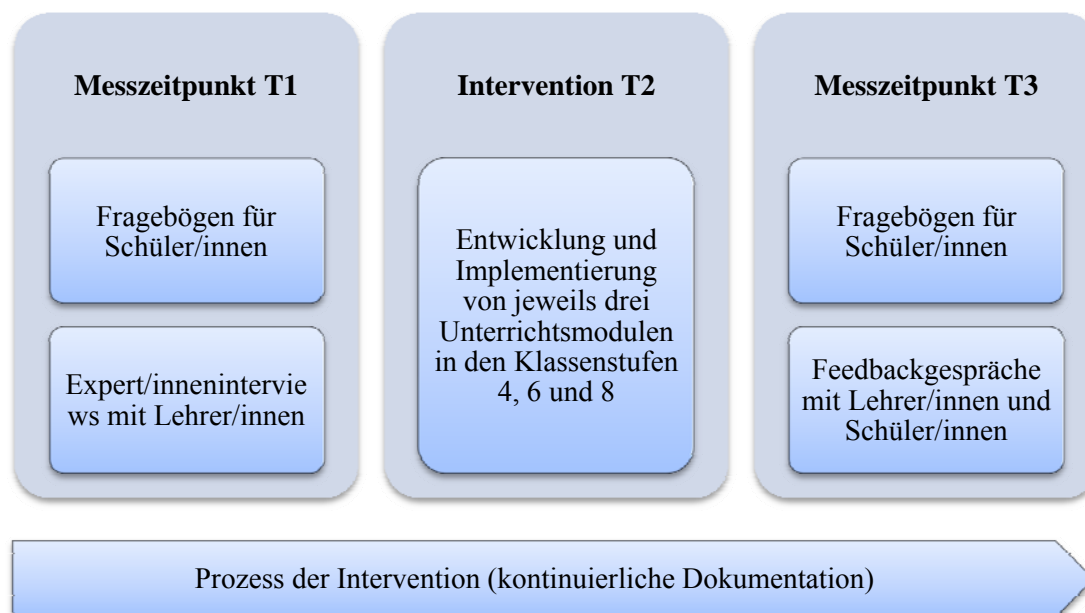 Messzeitpunkt T1
Fragebögen für
Schüler/innen
Expert/innenintervie
ws mit Lehrer/innen
Intervention T2
Entwicklung und
Implementierung
von jeweils drei
Unterrichtsmodulen
in den Klassenstufen
4, 6 und 8
Messzeitpunkt T3
Fragebögen für
Schüler/innen
Feedbackgespräche
mit Lehrer/innen und
Schüler/innen
Prozess der Intervention (kontinuierliche Dokumentation)